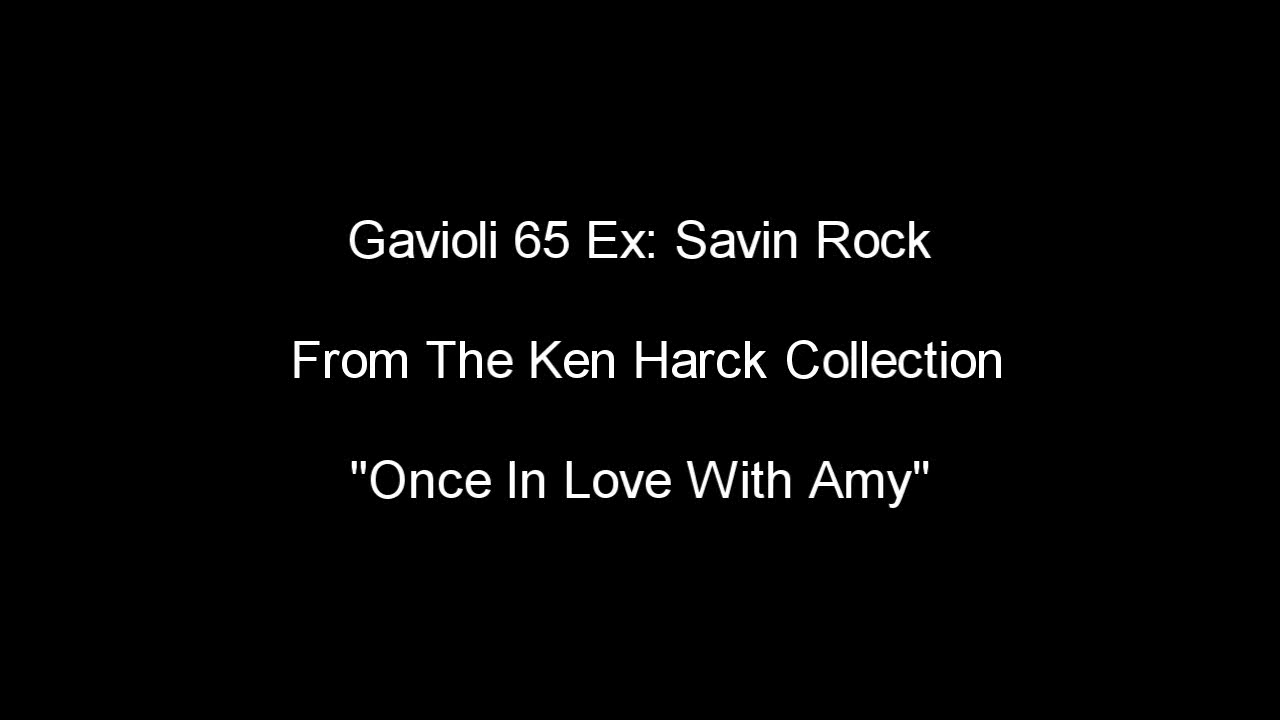 Gavioli 65 Ex: Savin Rock
From The Ken Harck Collection
"Once In Love With Amy"